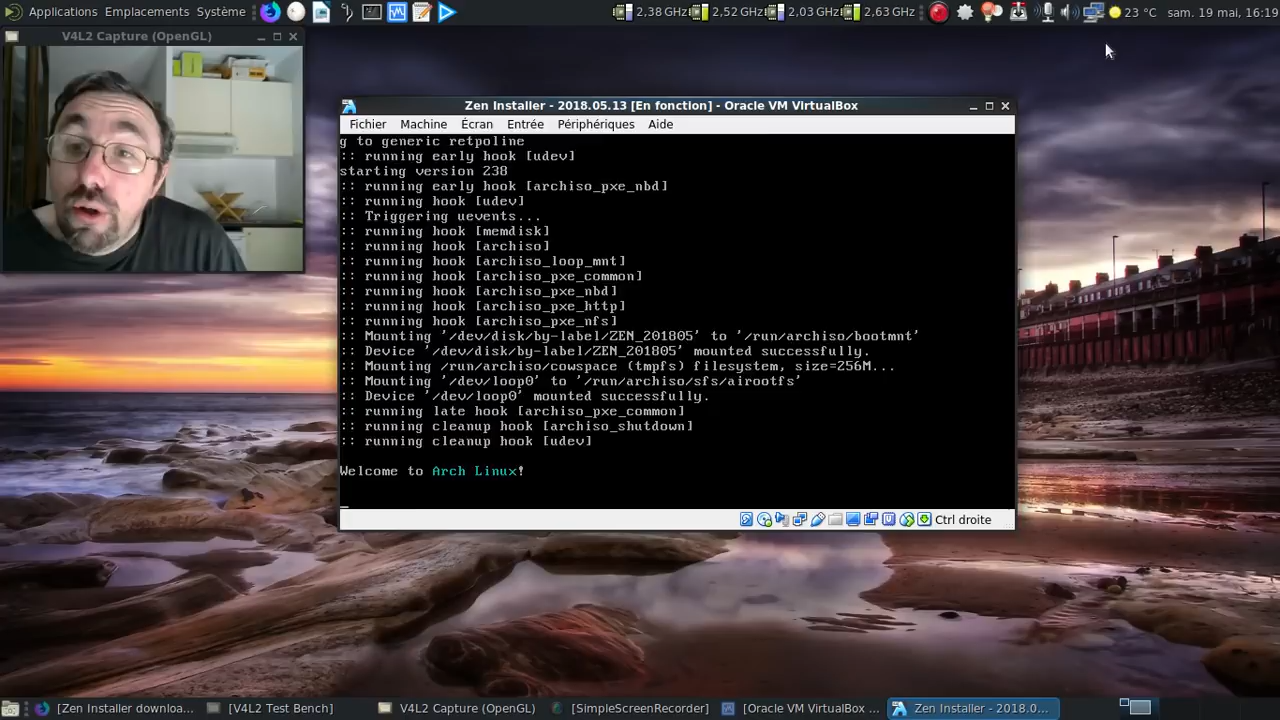 Applications Emplacements Système
2,38 GHz 2,52 GHz 2,03 GHz 2,63 GHz 23 °C sam. 19 mai, 16:19
V4L2 Capture (OpenGL)
Zen Installer - 2018.05.13 [En fonction] - Oracle VM VirtualBox
Fichier Machine Écran Entrée Périphériques Aide
g to generic retpoline
:: running early hook [udev]
starting version 238
:: running early hook [archiso_pxe_nbd]
:: running hook [udev]
:: Triggering uevents...
:: running hook [memdisk]
:: running hook [archiso]
:: running hook [archiso_loop_mnt]
:: running hook [archiso_pxe_common]
:: running hook [archiso_pxe_nbd]
:: running hook [archiso_pxe_http]
:: running hook [archiso_pxe_nfs]
:: Mounting '/dev/disk/by-label/ZEN_201805' to '/run/archiso/bootmnt'
:: Device '/dev/disk/by-label/ZEN_201805' mounted successfully.
:: Mounting /run/archiso/cowspace (tmpfs) filesystem, size=256M...
:: Mounting '/dev/loop0' to '/run/archiso/sfs/airootfs'
:: Device '/dev/loop0' mounted successfully.
:: running late hook [archiso_pxe_common]
:: running cleanup hook [archiso_shutdown]
:: running cleanup hook [udev]
Welcome to Arch Linux!
Ctrl droite
[Zen Installer downloa... [V4L2 Test Bench] V4L2 Capture (OpenGL) [SimpleScreenRecorder] [Oracle VM VirtualBox ... Zen Installer - 2018.0...